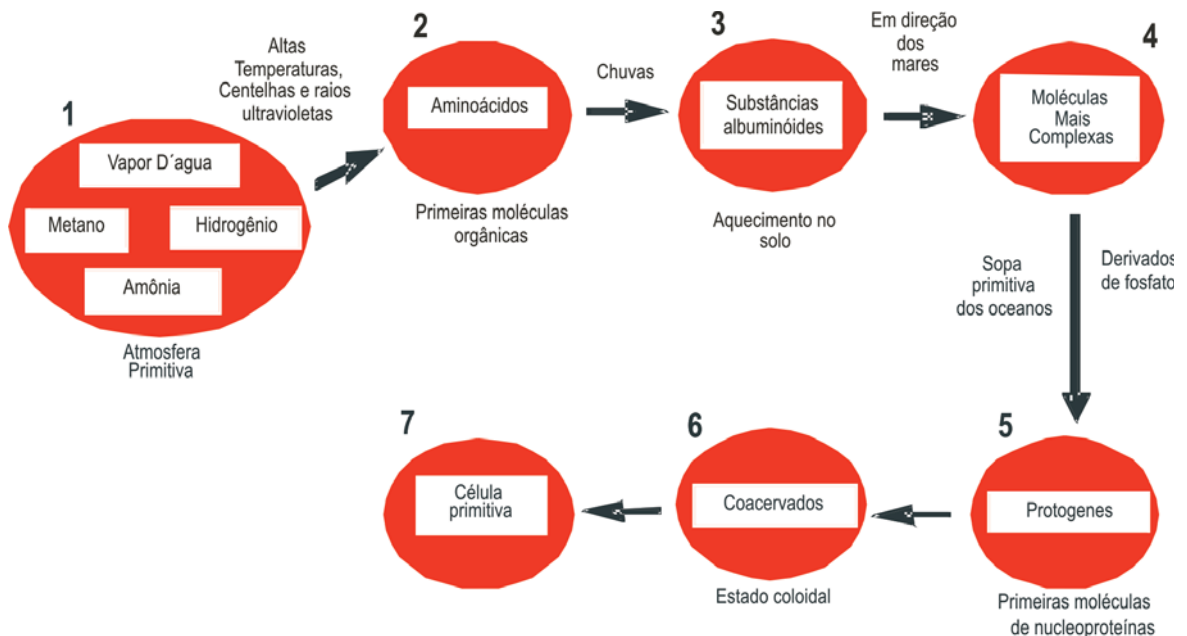 1
Vapor D´agua
Metano
Hidrogênio
Amônia
Atmosfera
Primitiva
Altas
Temperaturas,
Centelhas e raios
ultravioletas
2
Aminoácidos
Primeiras moléculas
orgânicas
Chuvas
3
Substâncias
albuminóides
Aquecimento no
solo
Em direção
dos
mares
4
Moléculas
Mais
Complexas
Sopa
primitiva
dos oceanos
Derivados
de fosfato
5
Protogenes
Primeiras moléculas
de nucleoproteínas
6
Coacervados
Estado coloidal
7
Célula
primitiva